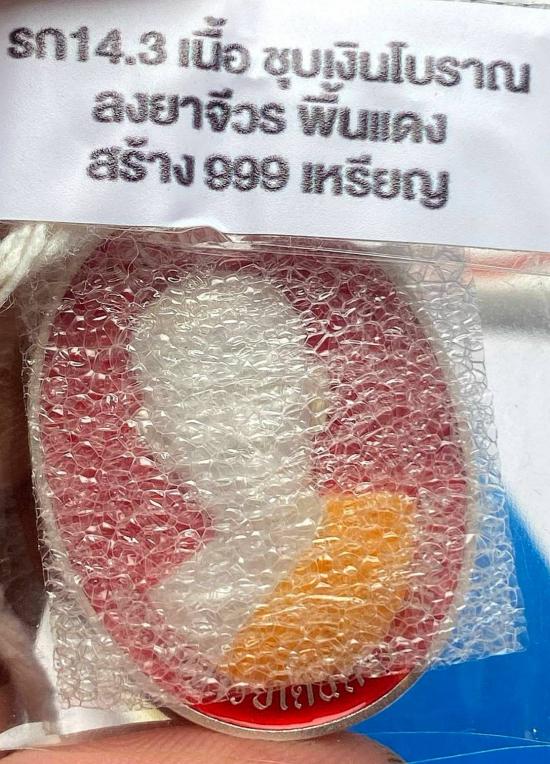 รก14.3 เนื้อ ชุบเงินโบราณ
ลงยาจีวร พื้นแดง
สร้าง 999 เหรียญ